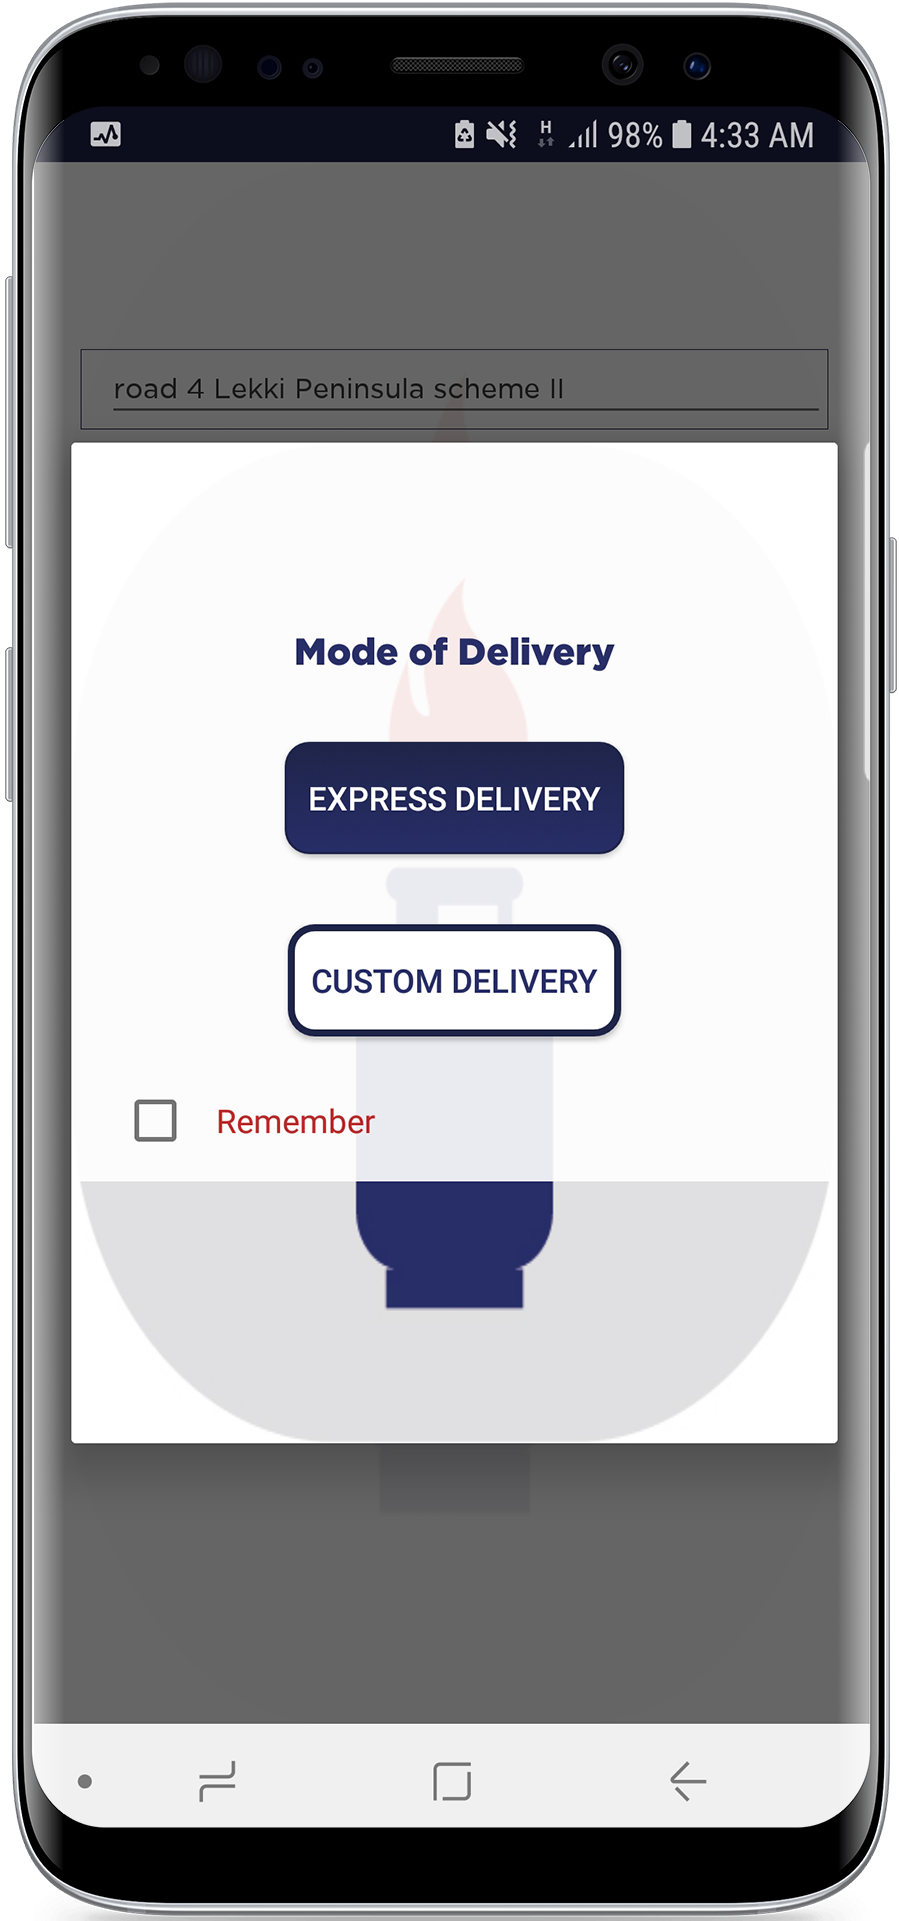 H 98% 4:33 AM
road 4 Lekki Peninsula scheme II
Mode of Delivery
EXPRESS DELIVERY
CUSTOM DELIVERY
Remember